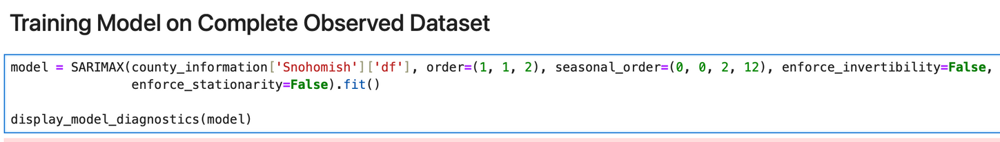 Training Model on Complete Observed Dataset
model = SARIMAX(county_information['Snohomish']['df'], order=(1, 1, 2), seasonal_order=(0, 0, 2, 12), enforce_invertibility=False,
enforce_stationarity=False).fit()
display_model_diagnostics(model)